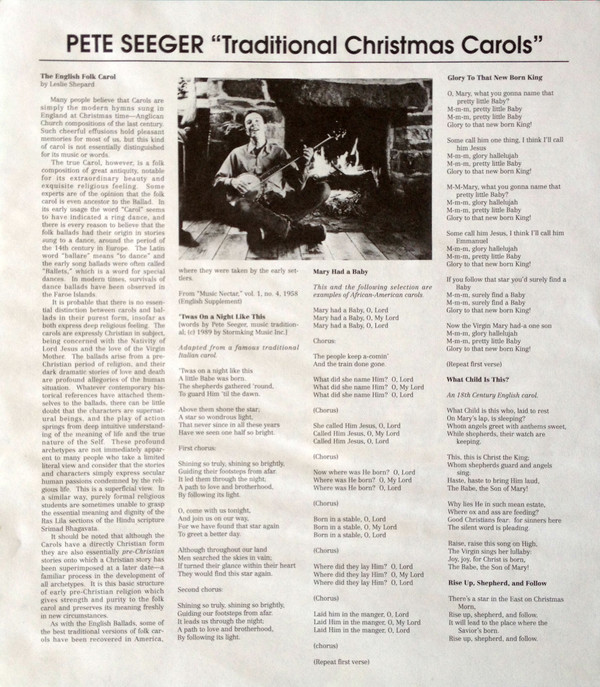 PETE SEEGER “Traditional Christmas Carols”
The English Folk Carol
by Leslie Shepard
Many people believe that Carols are
simply the modern hymns sung in
England at Christmas time—Anglican
Church compositions of the last century.
Such cheerful effusions hold pleasant
memories for most of us, but this kind
of carol is not essentially distinguished
for its music or words.
The true Carol, however, is a folk
composition of great antiquity, notable
for its extraordinary beauty and
exquisite religious feeling. Some
experts are of the opinion that the folk
carol is even ancestor to the Ballad. In
its early usage the word "Carol" seems
to have indicated a ring dance, and
there is every reason to believe that the
folk ballads had their origin in stories
sung to a dance, around the period of
the 14th century in Europe. The Latin
word "ballare" means "to dance" and
the early song ballads were often called
"Ballets," which is a word for special
dances. In modern times, survivals of
dance ballads have been observed in
the Faroe Islands.
It is probable that there is no essen-
tial distinction between carols and bal-
lads in their purest form, insofar as
both express deep religious feeling. The
carols are expressly Christian in subject,
being concerned with the Nativity of
Lord Jesus and the love of the Virgin
Mother. The ballads arise from a pre-
Christian period of religion, and their
dark dramatic stories of love and death
are profound allegories of the human
situation. Whatever contemporary his-
torical references have attached them-
selves to the ballads, there can be little
doubt that the characters are supernat-
ural beings, and the play of action
springs from deep intuitive understand-
ing of the meaning of life and the true
nature of the Self. These profound
archetypes are not immediately appar-
ent to many people who take a limited
literal view and consider that the stories
and characters simply express secular
human passions condemned by the reli-
gious life. This is a superficial view. In
a similar way, purely formal religious
students are sometimes unable to grasp
the essential meaning and dignity of the
Ras Lila sections of the Hindu scripture
Srimad Bhagavata.
It should be noted that although the
Carols have a directly Christian form
they are also essentially pre-Christian
stories onto which a Christian story has
been superimposed at a later date—a
familiar process in the development of
all archetypes. It is this basic structure
of early pre-Christian religion which
gives strength and purity to the folk
carol and preserves its meaning freshly
in new circumstances.
As with the English Ballads, some of
the best traditional versions of folk car-
ols have been recovered in America,
where they were taken by the early set-
tlers.
From "Music Nectar," vol. 1, no. 4, 1958
(English Supplement)
'Twas On a Night Like This
[words by Pete Seeger, music tradition-
al; (c) 1989 by Stormking Music Inc.]
Adapted from a famous traditional
Italian carol.
'Twas on a night like this
A little Babe was born.
The shepherds gathered 'round.
To guard Him 'til the dawn.
Above them shone the star;
A star so wondrous light,
That never since in all these years
Have we seen one half so bright.
First chorus:
Shining so truly, shining so brightly,
Guiding their footsteps from afar.
It led them through the night;
A path to love and brotherhood,
By following its light.
O, come with us tonight,
And join us on our way,
For we have found that star again
To greet a better day.
Although throughout our land
Men searched the skies in vain;
If turned their glance within their heart
They would find this star again.
Second chorus:
Shining so truly, shining so brightly,
Guiding our footsteps from afar.
It leads us through the night;
A path to love and brotherhood,
By following its light.
Mary Had a Baby
This and the following selection are
examples of African-American carols.
Mary had a Baby, O, Lord
Mary had a Baby, O, My Lord
Mary had a Baby, O, Lord
Chorus:
The people keep a-comin'
And the train done gone.
What did she name Him? O, Lord
What did she name Him? O, My Lord
What did she name Him? O, Lord
(Chorus)
She called Him Jesus, O, Lord
Called Him Jesus, O, My Lord
Called Him Jesus, O, Lord
(Chorus)
Now where was He born? O, Lord
Where was He born? O, My Lord
Where was He born? O, Lord
(Chorus)
Born in a stable, O, Lord
Born in a stable, O, My Lord
Born in a stable, O, Lord
(Chorus)
Where did they lay Him? O, Lord
Where did they lay Him? O, My Lord
Where did they lay Him? O, Lord
(Chorus)
Laid him in the manger, O, Lord
Laid Him in the manger, O, My Lord
Laid Him in the manger, O, Lord
(chorus)
(Repeat first verse)
Glory To That New Born King
O, Mary, what you gonna name that
pretty little Baby?
M-m-m, pretty little Baby
M-m-m, pretty little Baby
Glory to that new born King!
Some call him one thing, I think I'll call
him Jesus
M-m-m, glory hallelujah
M-m-m, pretty little Baby
Glory to that new born King!
M-M-Mary, what you gonna name that
pretty little Baby?
M-m-m, glory hallelujah
M-m-m, pretty little Baby
Glory to that new born King!
Some call him Jesus, I think I'll call him
Emmanuel
M-m-m, glory hallelujah
M-m-m, pretty little Baby
Glory to that new born King!
If you follow that star you'd surely find a
Baby
M-m-m, surely find a Baby
M-m-m, surely find a Baby
Glory to that new born King!
Now the Virgin Mary had-a one son
M-m-m, glory hallelujah
M-m-m, pretty little Baby
Glory to that new born King!
(Repeat first verse)
What Child Is This?
An 18th Century English carol.
What Child is this who, laid to rest
On Mary's lap, is sleeping?
Whom angels greet with anthems sweet,
While shepherds, their watch are
keeping.
This, this is Christ the King;
Whom shepherds guard and angels
sing.
Haste, haste to bring Him laud,
The Babe, the Son of Mary!
Why lies He in such mean estate,
Where ox and ass are feeding?
Good Christians fear. for sinners here
The silent word is pleading.
Raise, raise this song on High,
The Virgin sings her lullaby:
Joy, joy, for Christ is born,
The Babe, the Son of Mary!
Rise Up, Shepherd, and Follow
There's a star in the East on Christmas
Morn,
Rise up, shepherd, and follow.
It will lead to the place where the
Savior's born.
Rise up, shepherd, and follow.